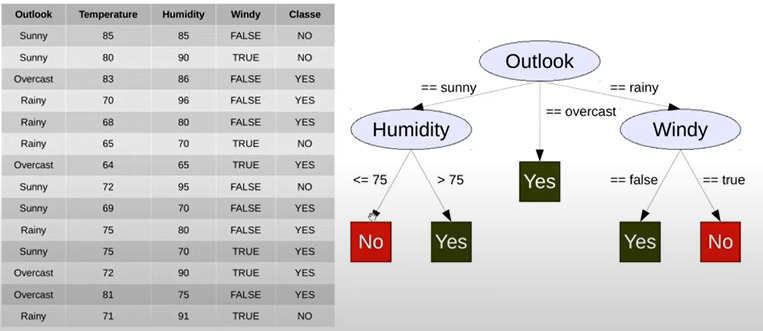 Outlook Temperature Humidity Windy Classe
Sunny 85 85 FALSE NO
Sunny 80 90 TRUE NO
Overcast 83 86 FALSE YES
Rainy 70 96 FALSE YES
Rainy 68 80 FALSE YES
Rainy 65 70 TRUE NO
Overcast 64 65 TRUE YES
Sunny 72 95 FALSE NO
Sunny 69 70 FALSE YES
Rainy 75 80 FALSE YES
Sunny 75 70 TRUE YES
Overcast 72 90 TRUE YES
Overcast 81 75 FALSE YES
Rainy 71 91 TRUE NO
Outlook
== sunny
== rainy
== overcast
Humidity
Windy
Yes
<= 75
> 75
== false
== true
No
Yes
Yes
No